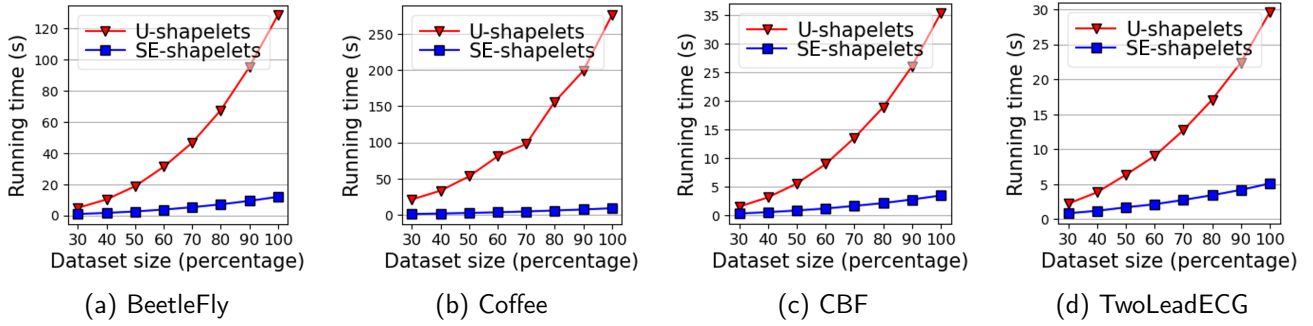 U-shapelets
SE-shapelets
Running time (s)
120
100
80
60
40
20
0
30 40 50 60 70 80 90 100
Dataset size (percentage)
(a) BeetleFly
U-shapelets
SE-shapelets
Running time (s)
250
200
150
100
50
0
30 40 50 60 70 80 90 100
Dataset size (percentage)
(b) Coffee
U-shapelets
SE-shapelets
Running time (s)
35
30
25
20
15
10
5
0
30 40 50 60 70 80 90 100
Dataset size (percentage)
(c) CBF
U-shapelets
SE-shapelets
Running time (s)
30
25
20
15
10
5
0
30 40 50 60 70 80 90 100
Dataset size (percentage)
(d) TwoLeadECG